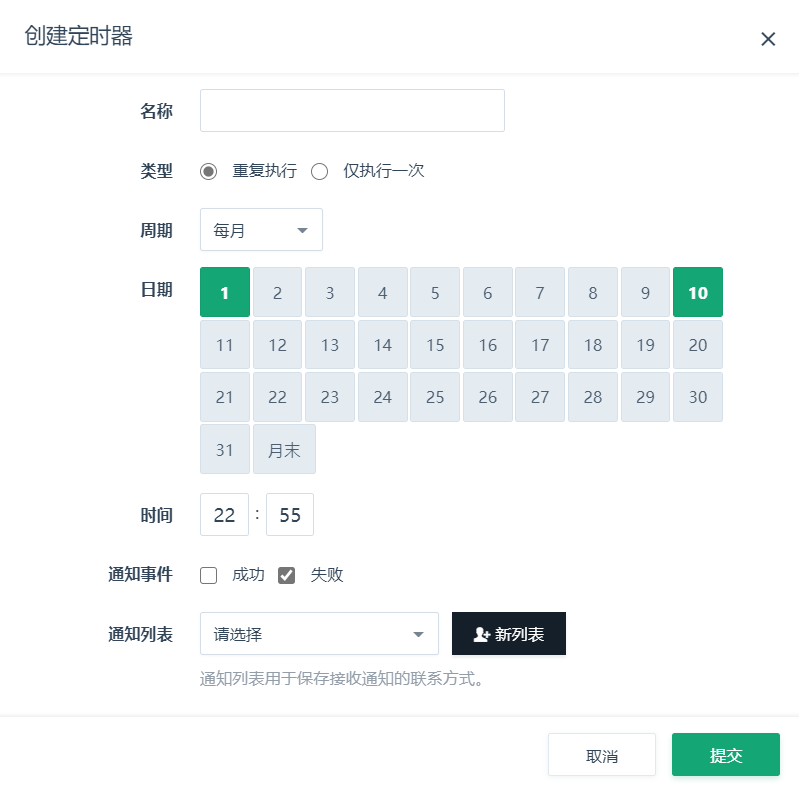 创建定时器
名称
类型 重复执行 仅执行一次
周期 每月
日期 1 2 3 4 5 6 7 8 9 10
11 12 13 14 15 16 17 18 19 20
21 22 23 24 25 26 27 28 29 30
31 月末
时间 22 : 55
通知事件 成功 失败
通知列表 请选择 新列表
通知列表用于保存接收通知的联系方式。
取消 提交